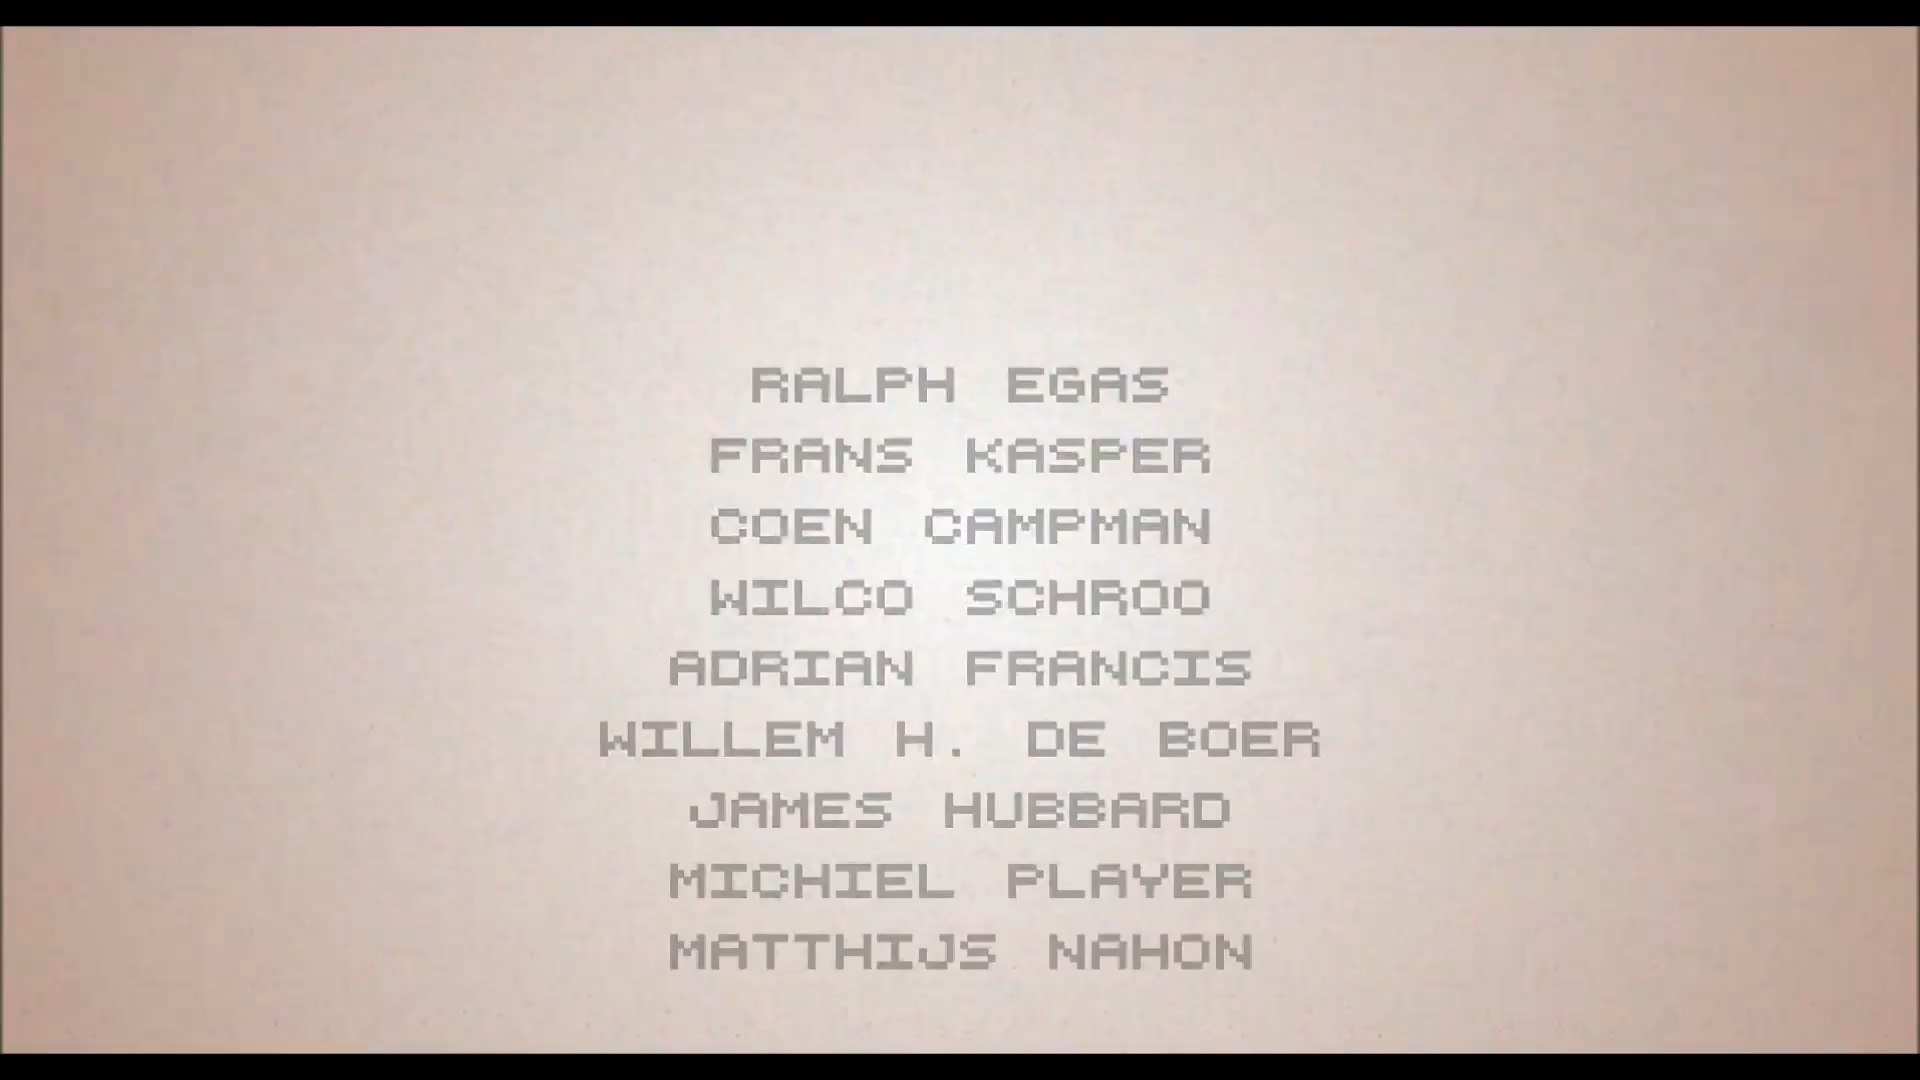 RALPH EGAS
FRANS KASPER
COEN CAMPMAN
WILCO SCHROO
ADRIAN FRANCIS
WILLEM H. DE BOER
JAMES HUBBARD
MICHIEL PLAYER
MATTHIJS NAHON